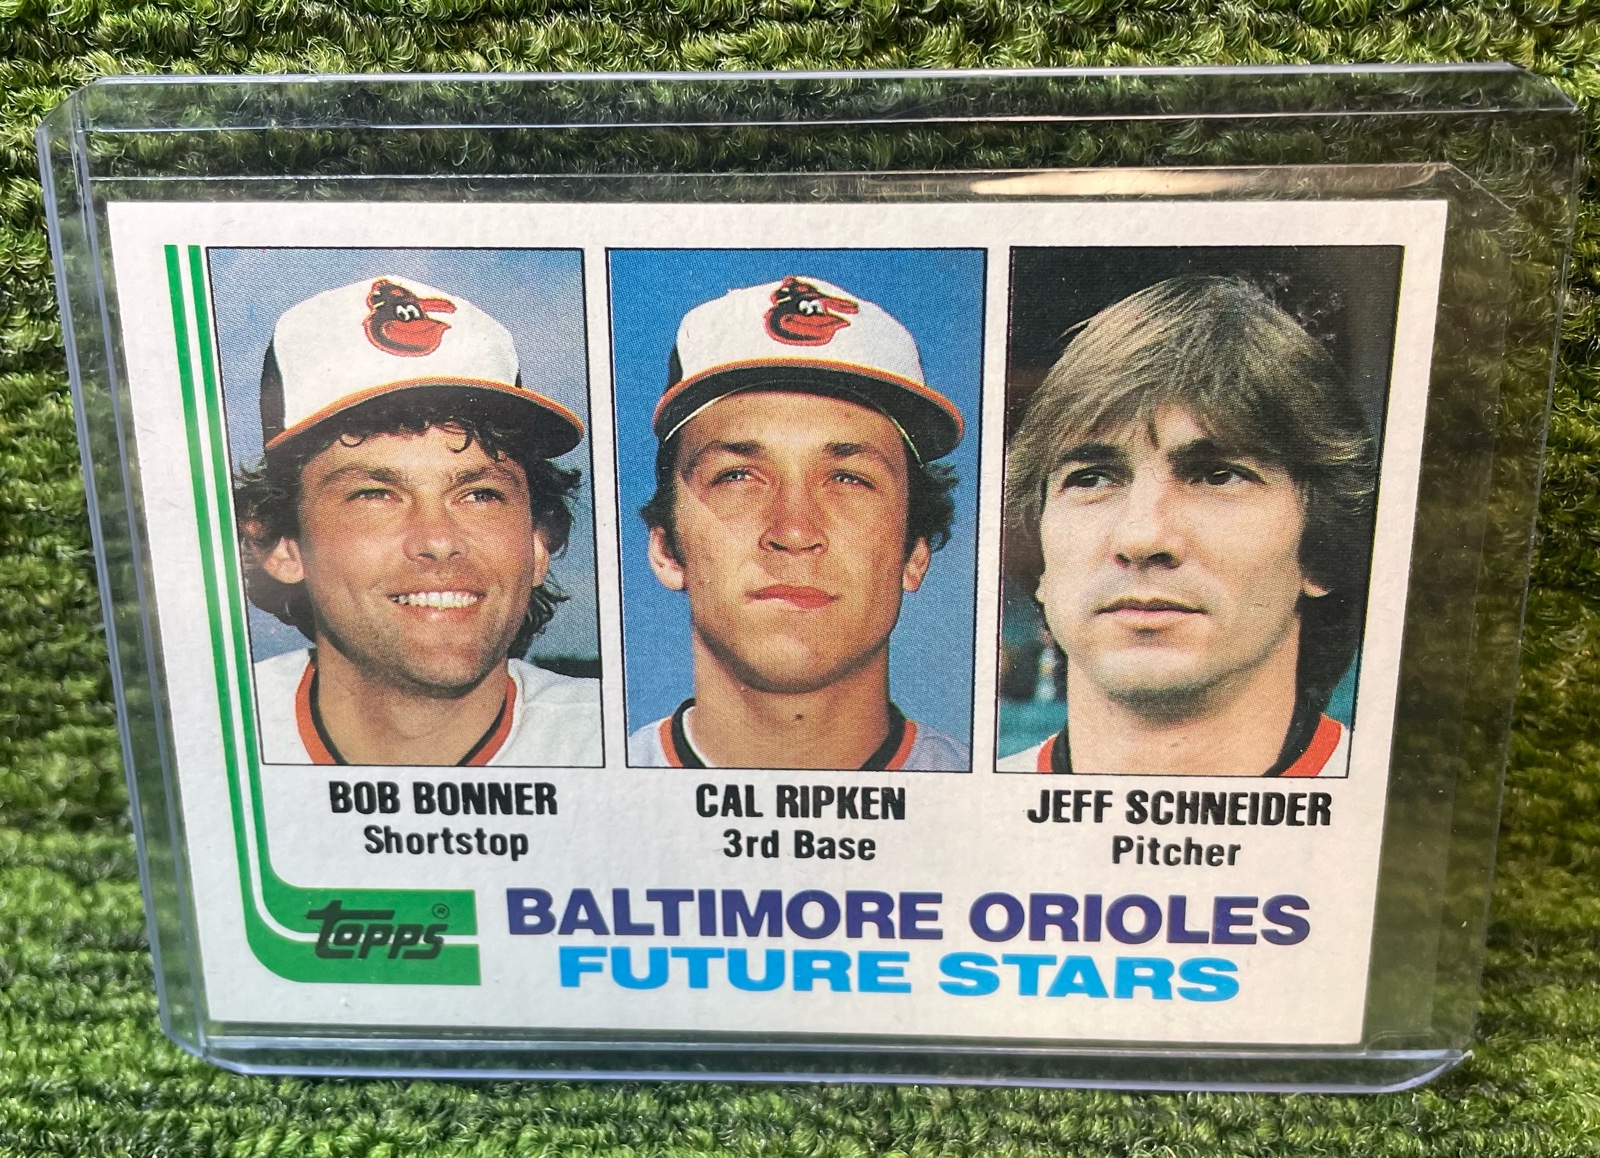 BOB BONNER
Shortstop
CAL RIPKEN
3rd Base
JEFF SCHNEIDER
Pitcher
topps®
BALTIMORE ORIOLES
FUTURE STARS